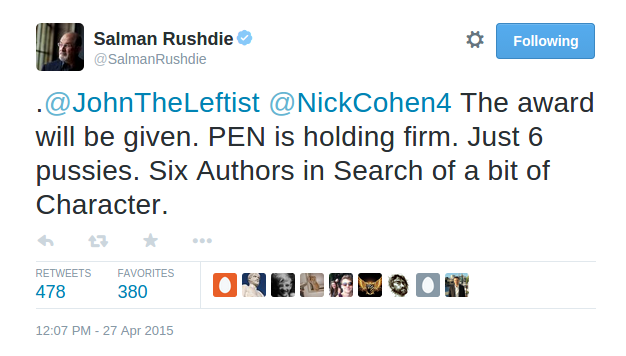 Salman Rushdie
@SalmanRushdie
Following
.@JohnTheLeftist @NickCohen4 The award
will be given. PEN is holding firm. Just 6
pussies. Six Authors in Search of a bit of
Character.
RETWEETS FAVORITES
478 380
12:07 PM - 27 Apr 2015